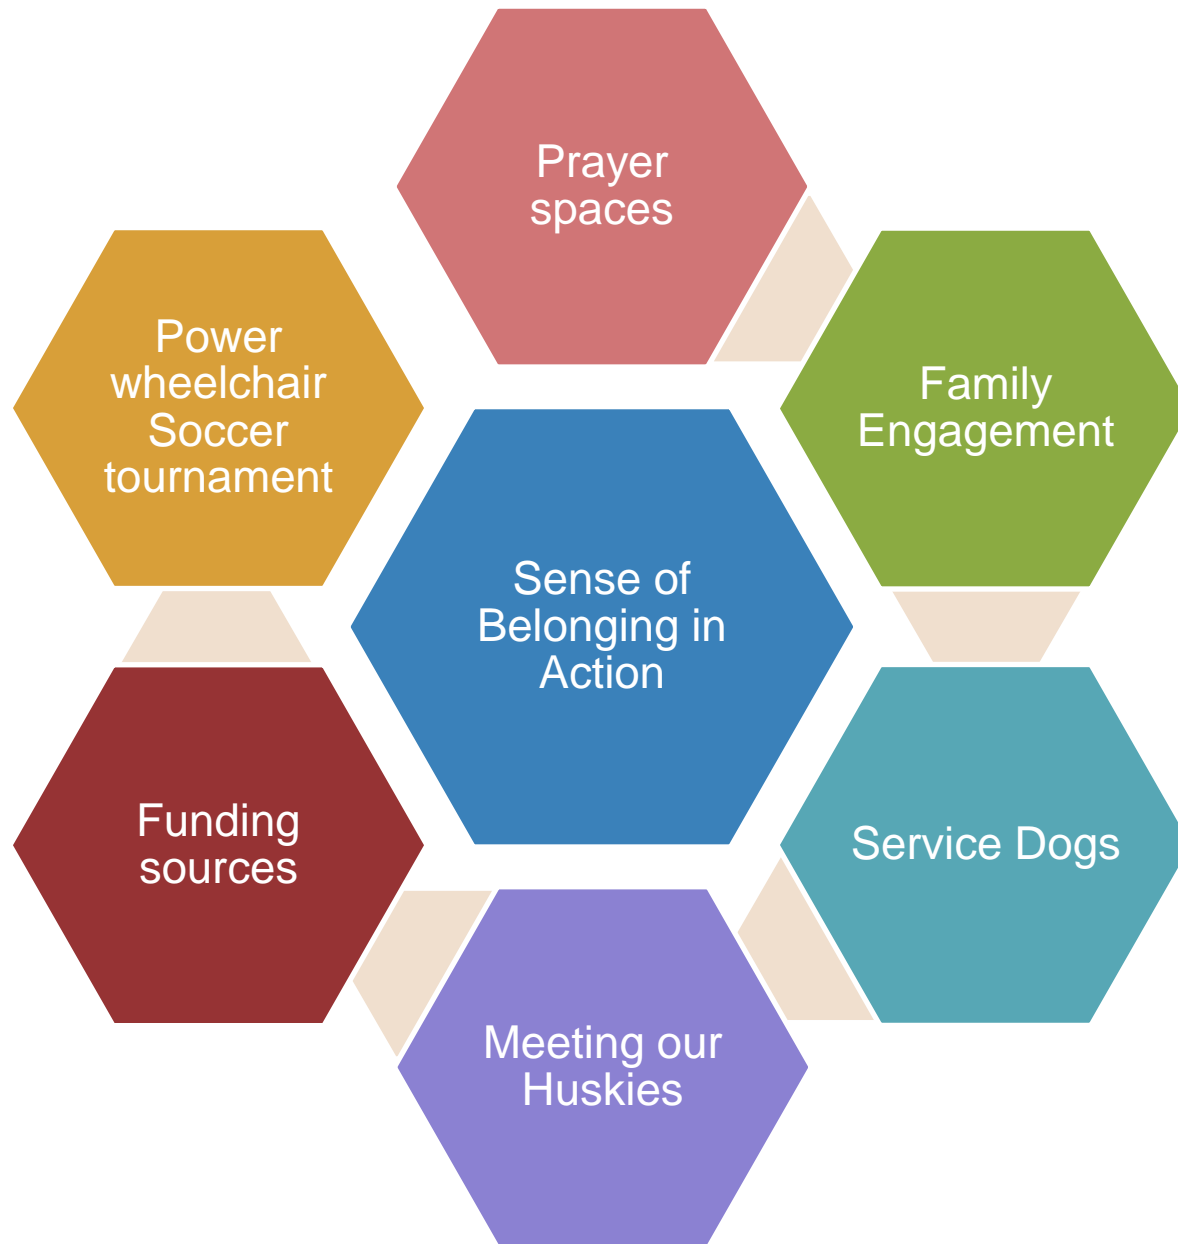 Prayer
spaces
Family
Engagement
Service Dogs
Meeting our
Huskies
Funding
sources
Power
wheelchair
Soccer
tournament
Sense of
Belonging in
Action